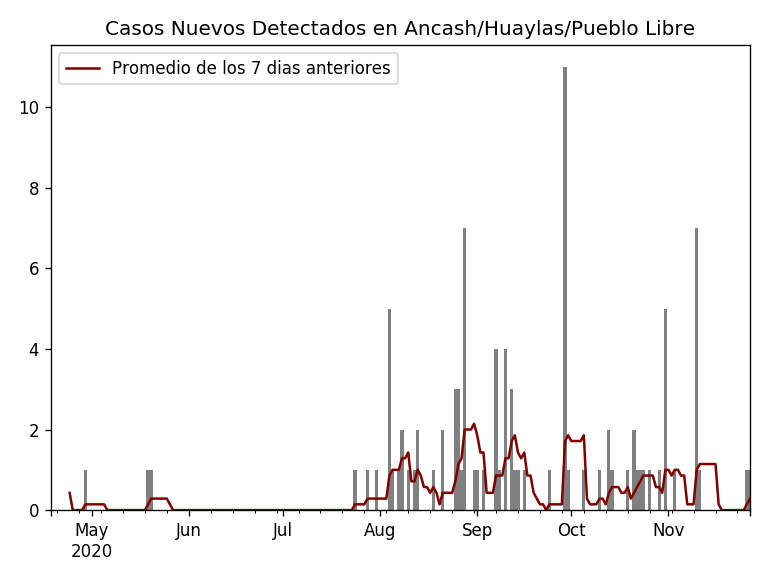 Casos Nuevos Detectados en Ancash/Huaylas/Pueblo Libre
Promedio de los 7 dias anteriores
10
8
6
4
2
0
May Jun Jul Aug Sep Oct Nov
2020